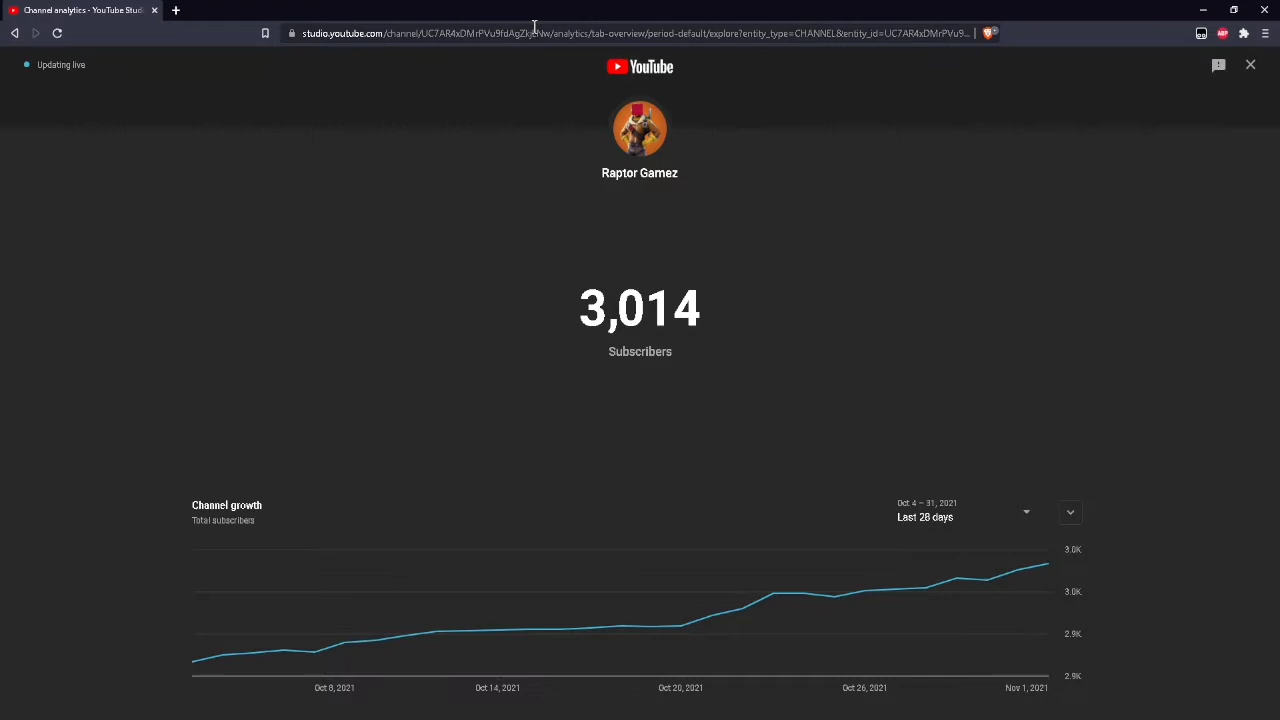 Channel analytics - YouTube Studi
studio.youtube.com/channel/UC7AR4xDMrPVu9fdAgZkjcNw/analytics/tab-overview/period-default/explore?entity_type=CHANNEL&entity_id=UC7AR4xDMrPVu9...
Updating live
YouTube
Raptor Gamez
3,014
Subscribers
Channel growth
Total subscribers
Oct 4 – 31, 2021
Last 28 days
3.0K
3.0K
2.9K
2.9K
Oct 8, 2021
Oct 14, 2021
Oct 20, 2021
Oct 26, 2021
Nov 1, 2021